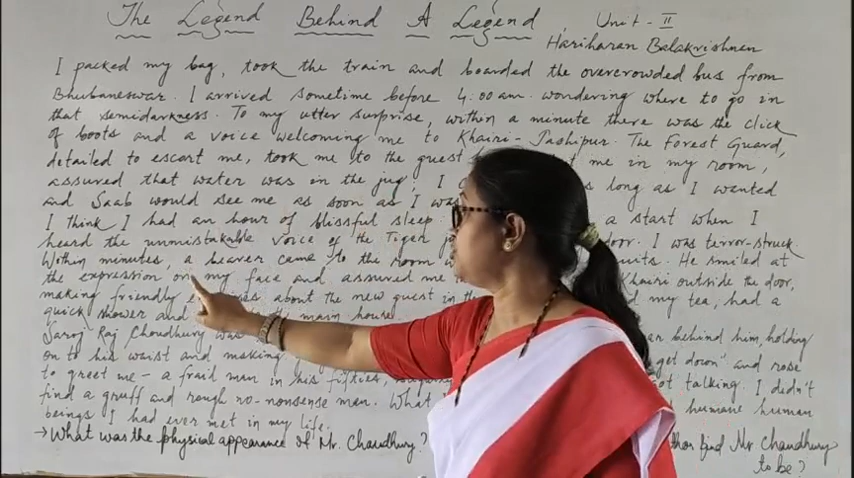 The Legend Behind A Legend, Unit - II
Hariharan Balakrishnan
I packed my bag, took the train and boarded the overcrowded bus from
Bhubaneswar. I arrived sometime before 4:00 am. wondering where to go in
that semidarkness. To my utter surprise, within a minute there was the click
of boots and a voice welcoming me to Khairi-Jashipur. The Forest Guard,
detailed to escort me, took me to the guest me in my room,
assured that water was in the jug, I s long as I wanted
and Saab would see me as soon as I was
I think I had an hour of blissful sleep a start when I
heard the unmistakable voice of the Tiger door. I was terror-struck.
Within minutes, a bearer came to the room He smiled at
the expression on my face and assured me Khairi outside the door,
making friendly about the new guest in the my tea, had a
quick shower and main house.
Saroj Raj Choudhury was behind him, holding
on to his waist and making get down" and rose
to greet me - a frail man in his fifties, got talking. I didn't
find a gruff and rough no-nonsense man. What humane human
beings I had ever met in my life.
→ What was the physical appearance of Mr. Chaudhury? find Mr Chaudhury
to be?